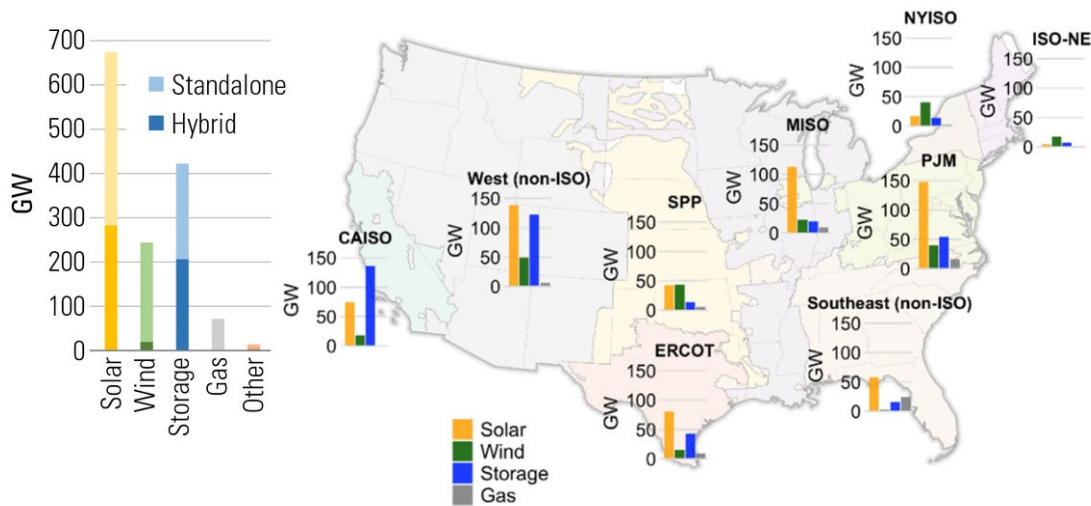 700
600
500
400
300
200
100
0
GW
Standalone
Hybrid
Solar
Wind
Storage
Gas
Other
NYISO
150
100
50
0
GW
ISO-NE
150
100
50
0
GW
MISO
150
100
50
0
GW
PJM
150
100
50
0
GW
West (non-ISO)
150
100
50
0
GW
SPP
150
100
50
0
GW
CAISO
150
100
50
0
GW
Southeast (non-ISO)
150
100
50
0
GW
ERCOT
150
100
50
0
GW
Solar
Wind
Storage
Gas